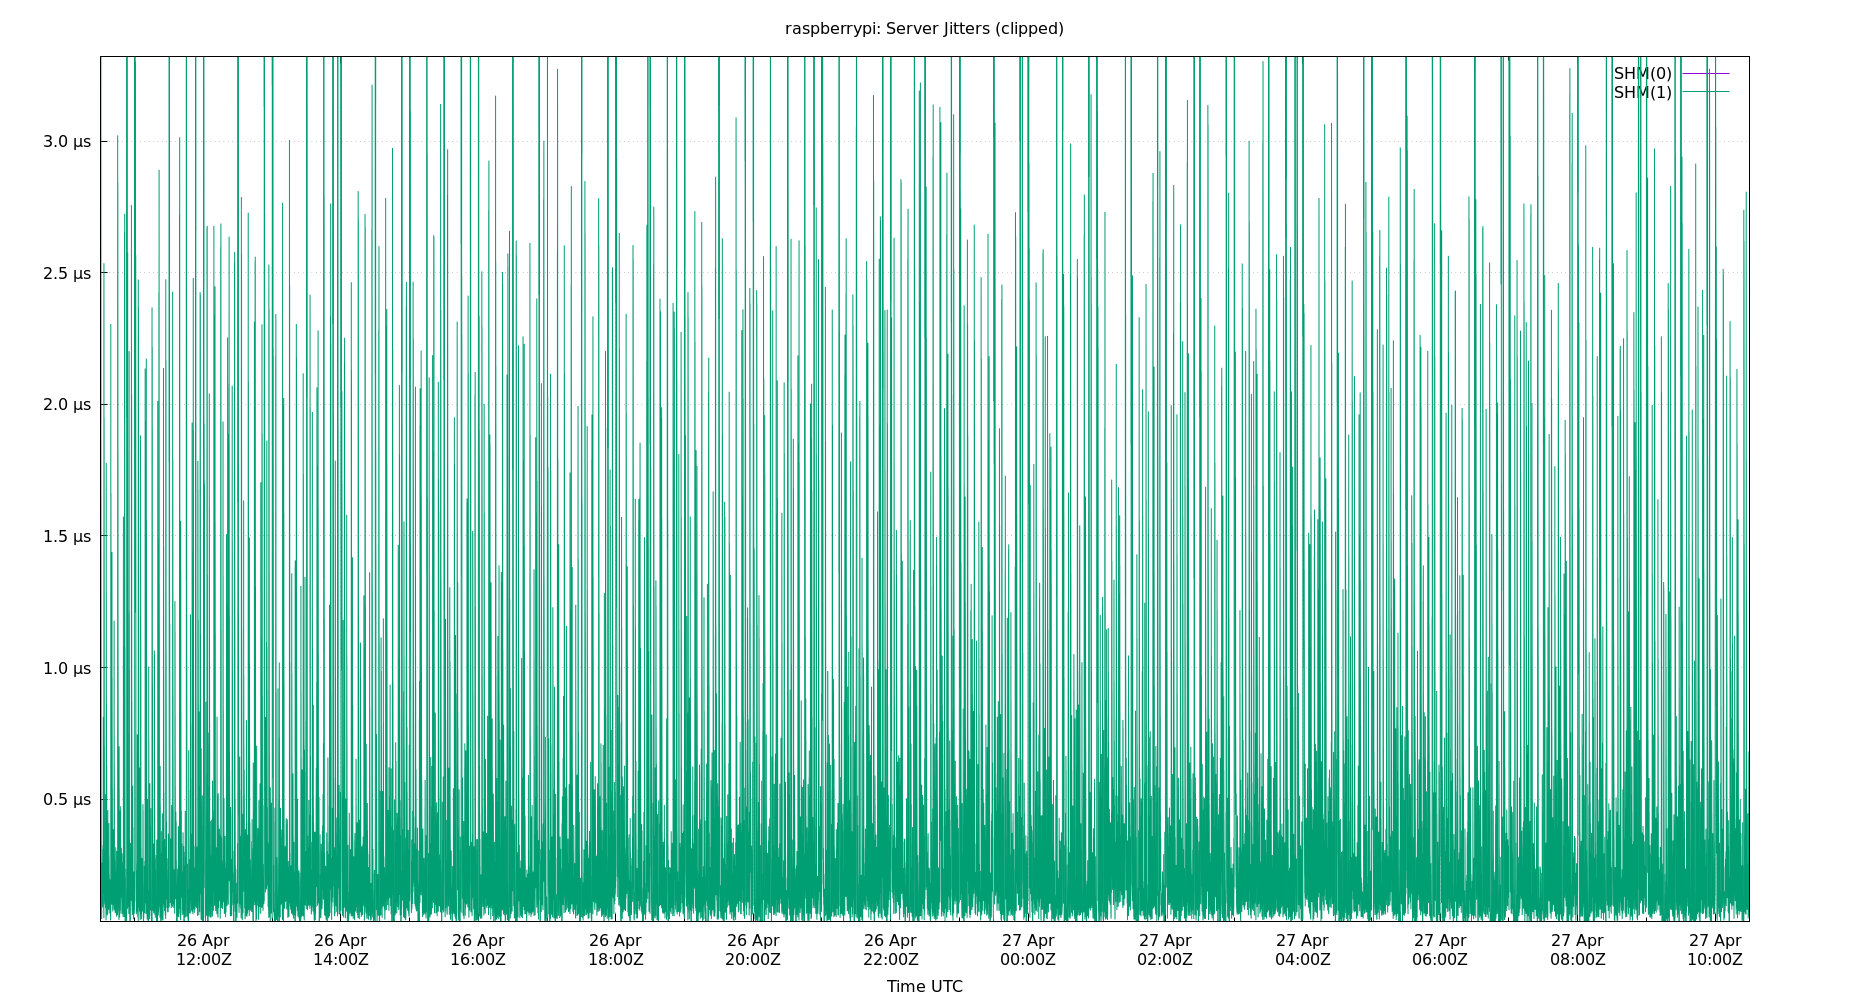 raspberrypi: Server Jitters (clipped)
SHM(0)
SHM(1)
3.0 µs
2.5 µs
2.0 µs
1.5 µs
1.0 µs
0.5 µs
26 Apr 26 Apr 26 Apr 26 Apr 26 Apr 26 Apr 27 Apr 27 Apr 27 Apr 27 Apr 27 Apr 27 Apr
12:00Z 14:00Z 16:00Z 18:00Z 20:00Z 22:00Z 00:00Z 02:00Z 04:00Z 06:00Z 08:00Z 10:00Z
Time UTC